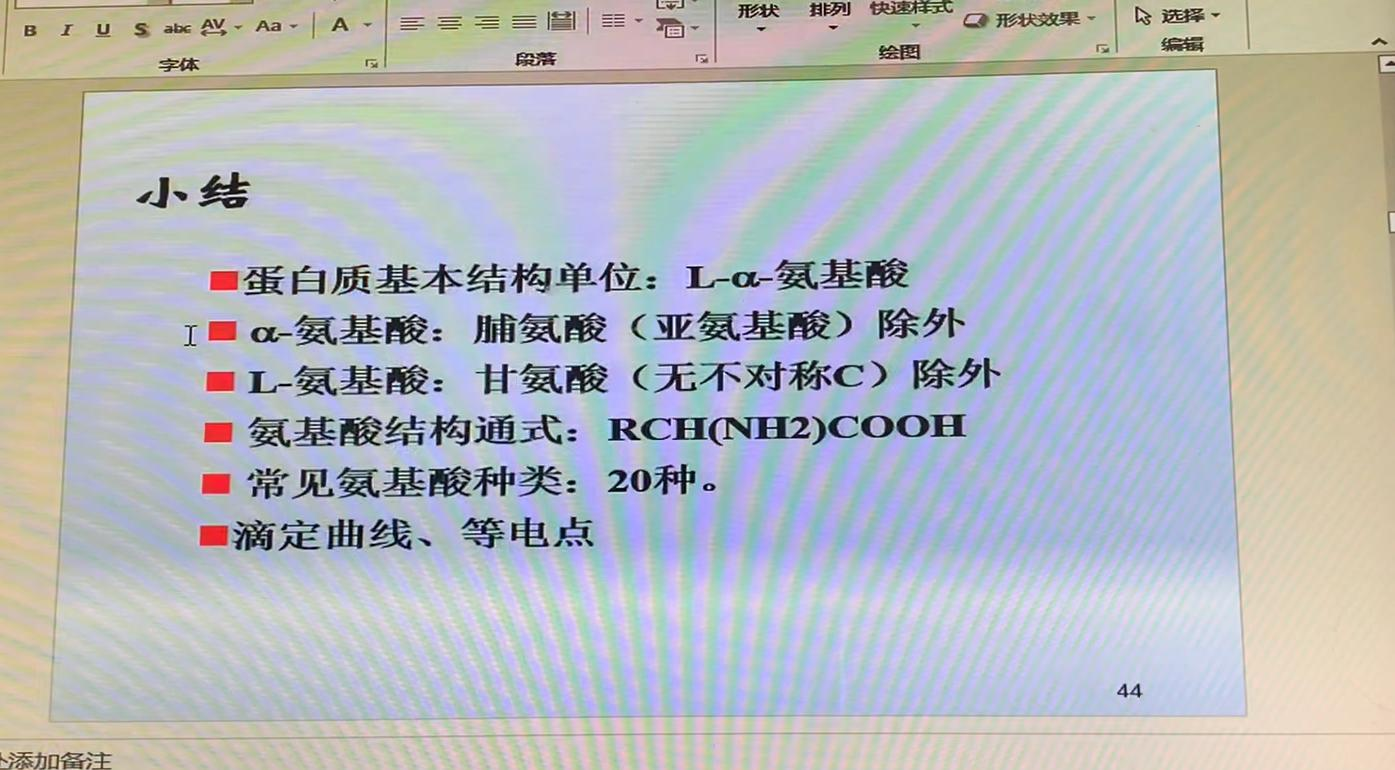 B I U S abc AV Aa A
形状 排列 快速样式 形状效果 选择
字体 段落 绘图 编辑
小结
蛋白质基本结构单位：L-α-氨基酸
α-氨基酸：脯氨酸（亚氨基酸）除外
L-氨基酸：甘氨酸（无不对称C）除外
氨基酸结构通式：RCH(NH2)COOH
常见氨基酸种类：20种。
滴定曲线、等电点
44
添加备注